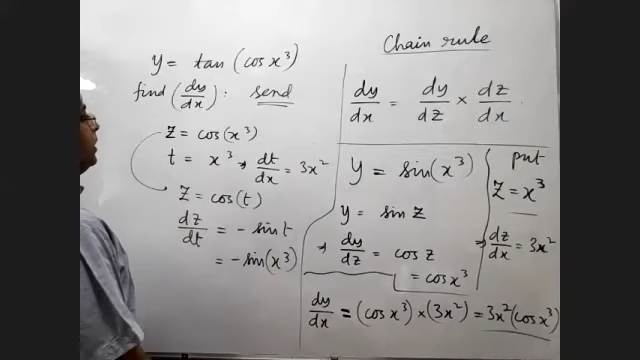 Chain rule
y = tan (cos x³)
find (dy/dx) : send
z = cos(x³)
t = x³ → dt/dx = 3x²
z = cos(t)
dz/dt = - sin t
= - sin(x³)
dy/dx = dy/dz × dz/dx .
y = sin(x³)
y = sin z
→ dy/dz = cos z
= cos x³
put
z = x³
⇒ dz/dx = 3x²
dy/dx = (cos x³) × (3x²) = 3x²(cos x³)